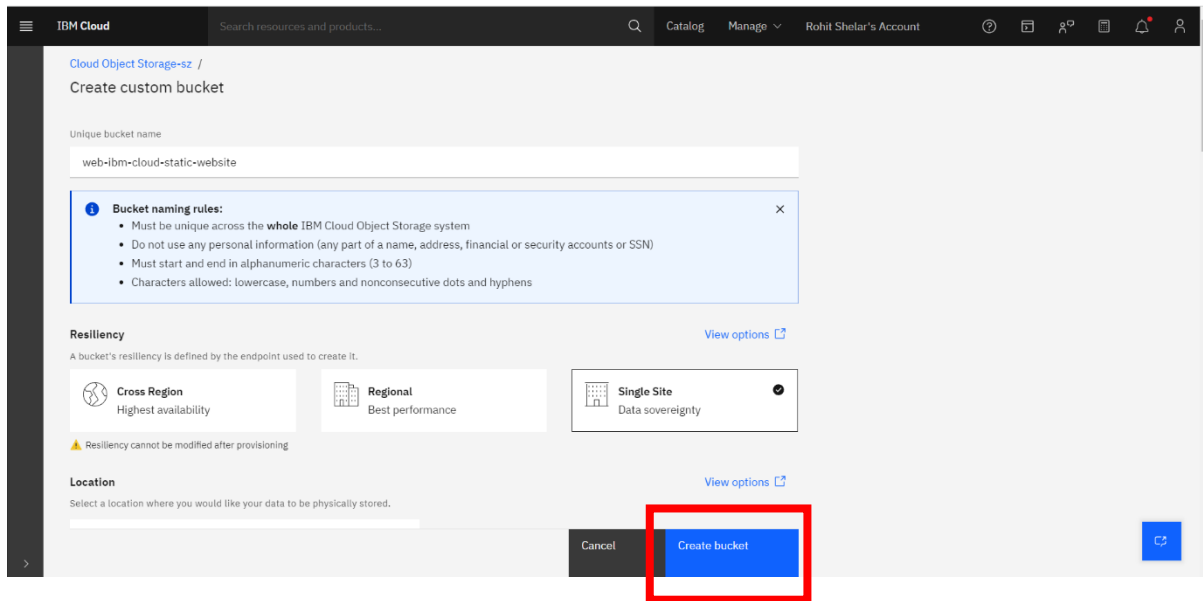 IBM Cloud
Search resources and products...
Catalog
Manage
Rohit Shelar's Account
Cloud Object Storage-sz /
Create custom bucket
Unique bucket name
web-ibm-cloud-static-website
Bucket naming rules:
• Must be unique across the whole IBM Cloud Object Storage system
• Do not use any personal information (any part of a name, address, financial or security accounts or SSN)
• Must start and end in alphanumeric characters (3 to 63)
• Characters allowed: lowercase, numbers and nonconsecutive dots and hyphens
Resiliency
View options
A bucket's resiliency is defined by the endpoint used to create it.
Cross Region
Highest availability
Regional
Best performance
Single Site
Data sovereignty
Resiliency cannot be modified after provisioning
Location
View options
Select a location where you would like your data to be physically stored.
Cancel
Create bucket